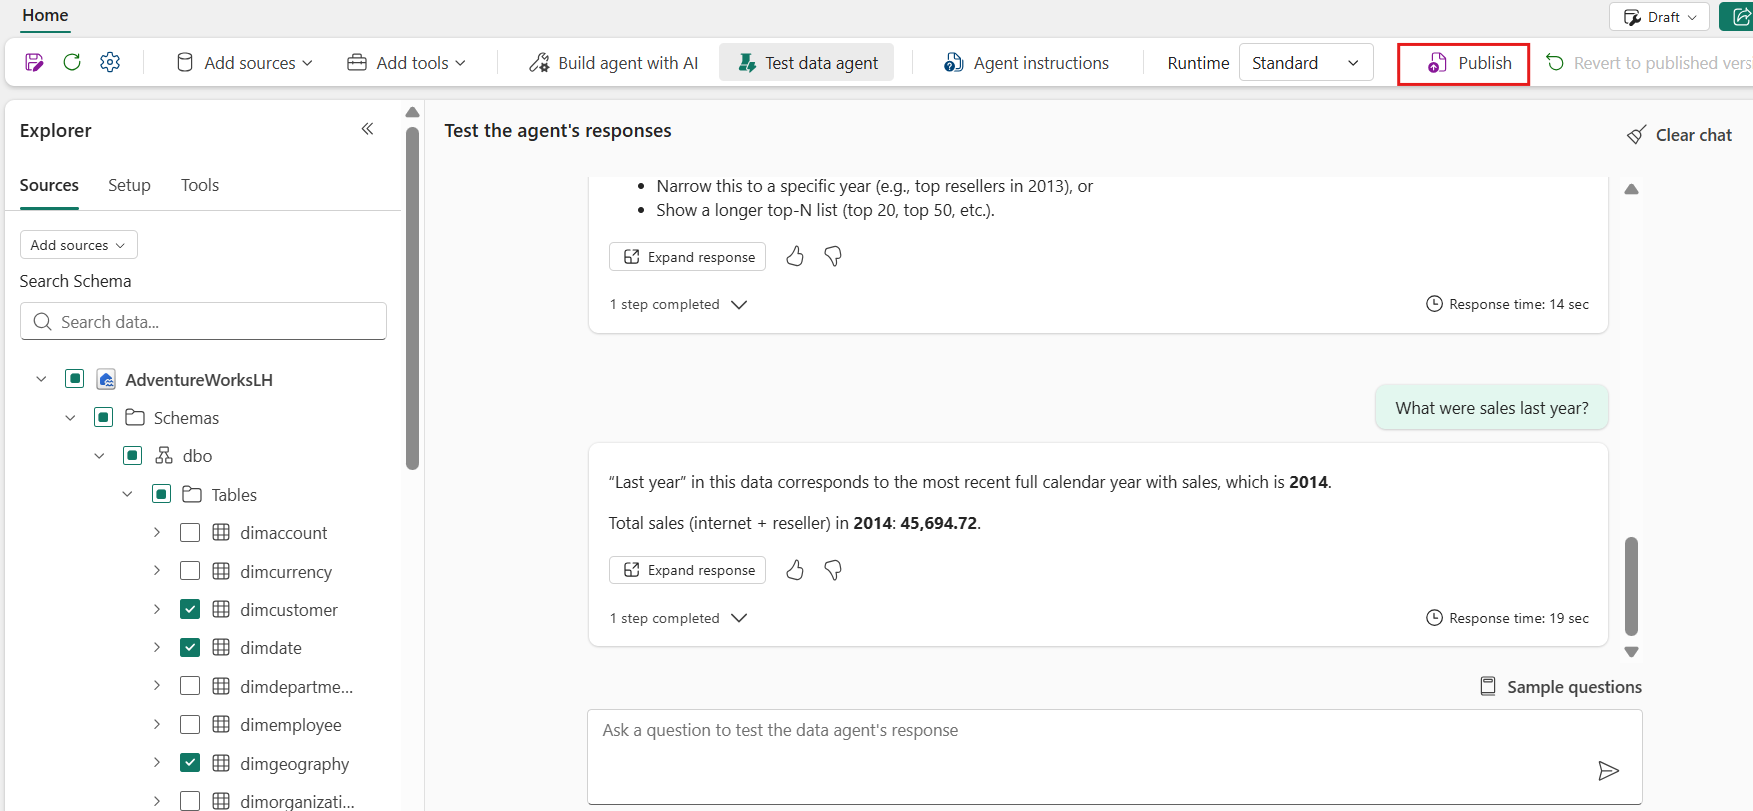 Home
Draft
Add sources
Add tools
Build agent with AI
Test data agent
Agent instructions
Runtime
Standard
Publish
Revert to published versi
Explorer
Sources
Setup
Tools
Add sources
Search Schema
Search data...
AdventureWorksLH
Schemas
dbo
Tables
dimaccount
dimcurrency
dimcustomer
dimdate
dimdepartme...
dimemployee
dimgeography
dimorganizati...
Test the agent's responses
Clear chat
• Narrow this to a specific year (e.g., top resellers in 2013), or
• Show a longer top-N list (top 20, top 50, etc.).
Expand response
1 step completed
Response time: 14 sec
What were sales last year?
“Last year” in this data corresponds to the most recent full calendar year with sales, which is 2014.
Total sales (internet + reseller) in 2014: 45,694.72.
Expand response
1 step completed
Response time: 19 sec
Sample questions
Ask a question to test the data agent's response